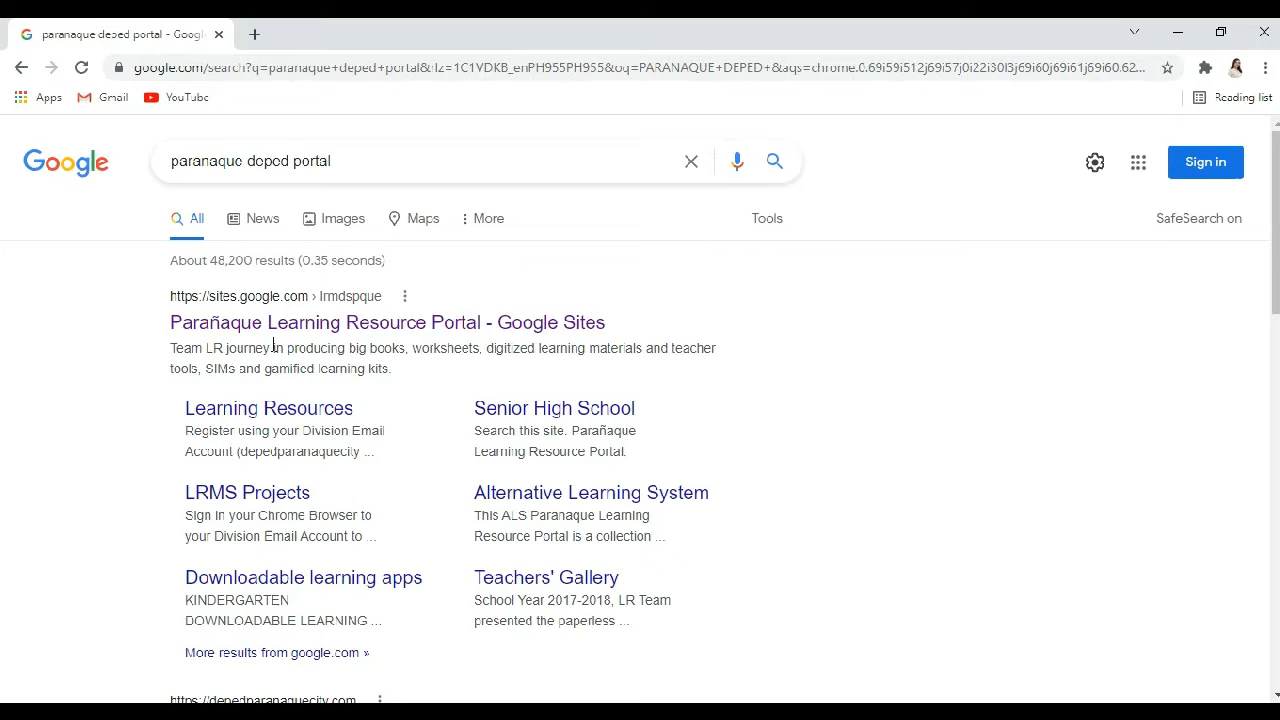 paranaque deped portal - Googl
google.com/search?q=paranaque+deped+portal&rlz=1C1VDKB_enPH955PH955&oq=PARANAQUE+DEPED+&aqs=chrome.0.69i59i512j69i57j0i22i30l3j69i60j69i61j69i60.62...
Apps
Gmail
YouTube
Reading list
Google
paranaque deped portal
Sign in
All
News
Images
Maps
More
Tools
SafeSearch on
About 48,200 results (0.35 seconds)
https://sites.google.com › lrmdspque
Parañaque Learning Resource Portal - Google Sites
Team LR journey in producing big books, worksheets, digitized learning materials and teacher
tools, SIMs and gamified learning kits.
Learning Resources
Register using your Division Email
Account (depedparanaquecity ...
Senior High School
Search this site. Parañaque
Learning Resource Portal.
LRMS Projects
Sign in your Chrome Browser to
your Division Email Account to ...
Alternative Learning System
This ALS Paranaque Learning
Resource Portal is a collection ...
Downloadable learning apps
KINDERGARTEN
DOWNLOADABLE LEARNING ...
Teachers' Gallery
School Year 2017-2018, LR Team
presented the paperless ...
More results from google.com »
https://depedparanaquecity.com